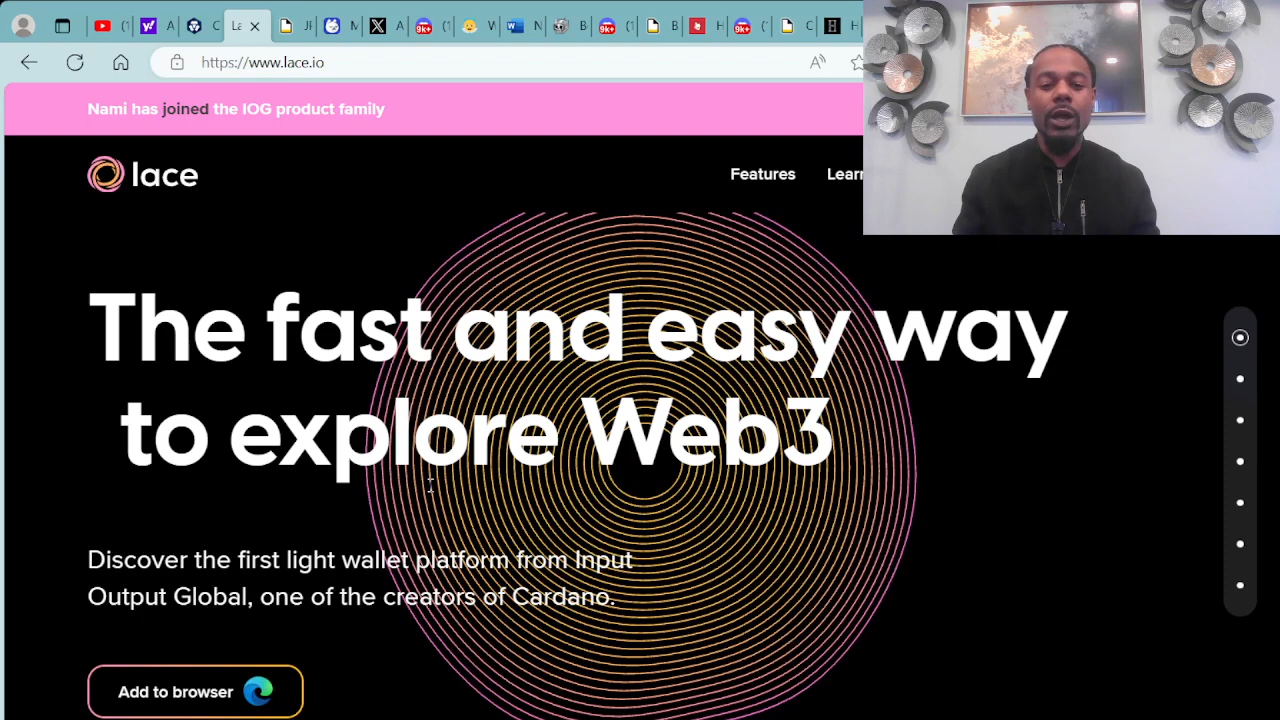 https://www.lace.io
Nami has joined the IOG product family
lace
Features
Learn
The fast and easy way
to explore Web3
Discover the first light wallet platform from Input
Output Global, one of the creators of Cardano.
Add to browser